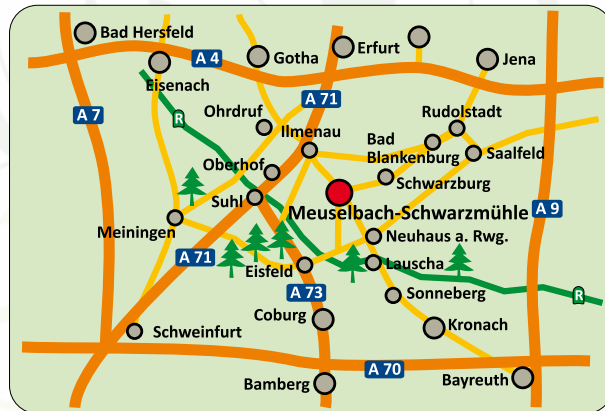 Bad Hersfeld
A 4
Gotha
Erfurt
Jena
Eisenach
A 7
R
Ohrdruf
A 71
Ilmenau
Rudolstadt
Bad
Blankenburg
Saalfeld
Oberhof
Schwarzburg
Suhl
Meuselbach-Schwarzmühle
A 9
Meiningen
Neuhaus a. Rwg.
A 71
Eisfeld
Lauscha
A 73
Sonneberg
R
Coburg
Schweinfurt
Kronach
A 70
Bamberg
Bayreuth